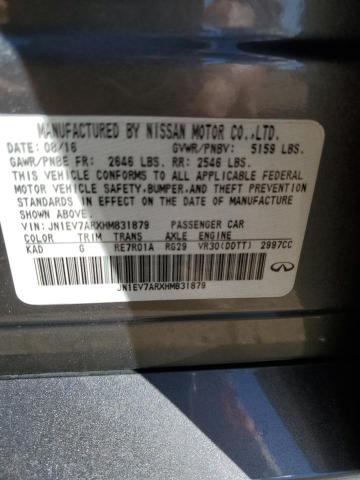 MANUFACTURED BY NISSAN MOTOR CO.,LTD.
DATE: 08/16 GVWR/PNBV: 5159 LBS.
GAWR/PNBE FR: 2646 LBS. RR: 2546 LBS.
THIS VEHICLE CONFORMS TO ALL APPLICABLE FEDERAL
MOTOR VEHICLE SAFETY, BUMPER, AND THEFT PREVENTION
STANDARDS IN EFFECT ON THE DATE OF MANUFACTURE
SHOWN ABOVE.
VIN: JN1EV7ARXHM831879 PASSENGER CAR
COLOR TRIM TRANS AXLE ENGINE
KAD G RE7R01A RG29 VR30(DDTT) 2997CC
JN1EV7ARXHM831879